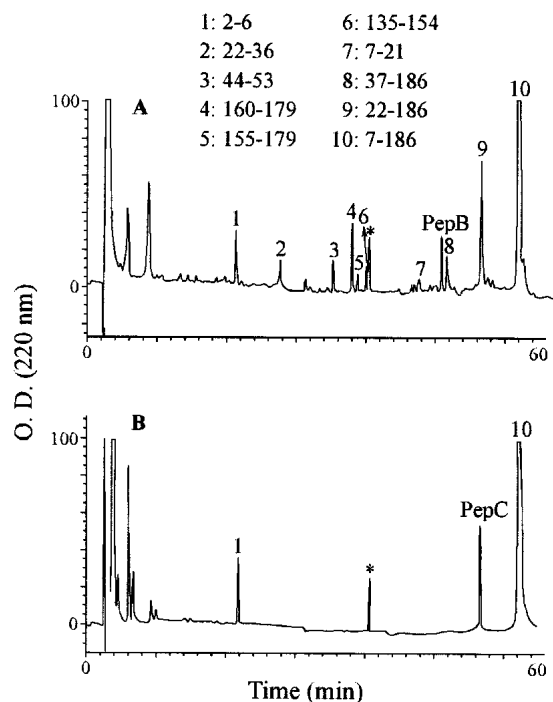 1: 2-6 6: 135-154
2: 22-36 7: 7-21
3: 44-53 8: 37-186
4: 160-179 9: 22-186
5: 155-179 10: 7-186
10
100
A
9
PepB
1 2 3 4 6 * 5 7 8
0
0 60
O. D. (220 nm)
B
10
100
PepC
1 *
0
0 60
Time (min)